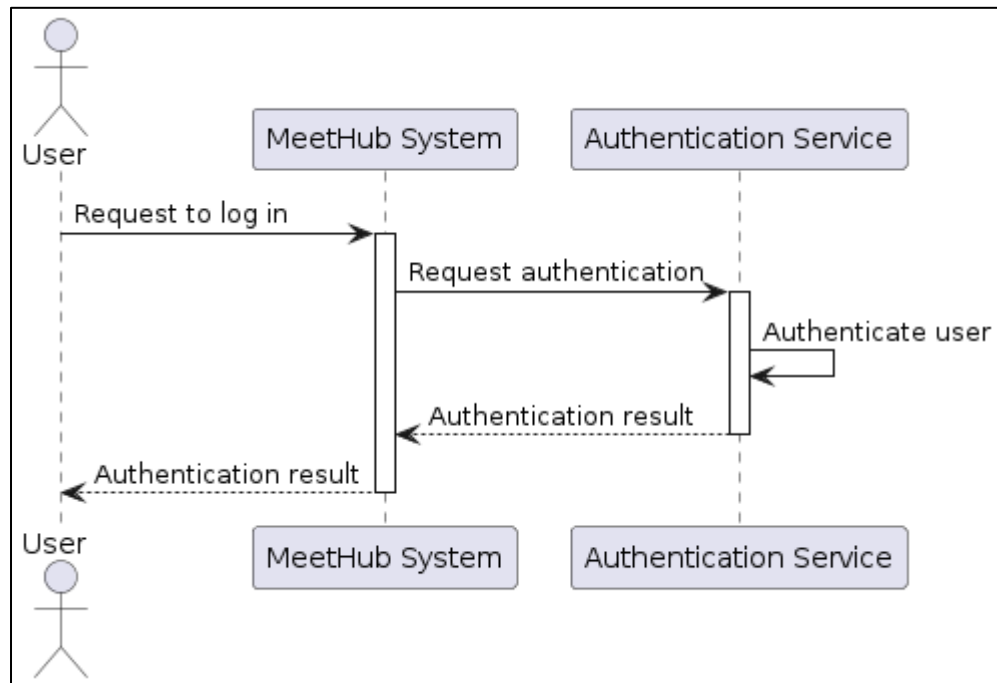 User
MeetHub System
Authentication Service
Request to log in
Request authentication
Authenticate user
Authentication result
Authentication result
User
MeetHub System
Authentication Service